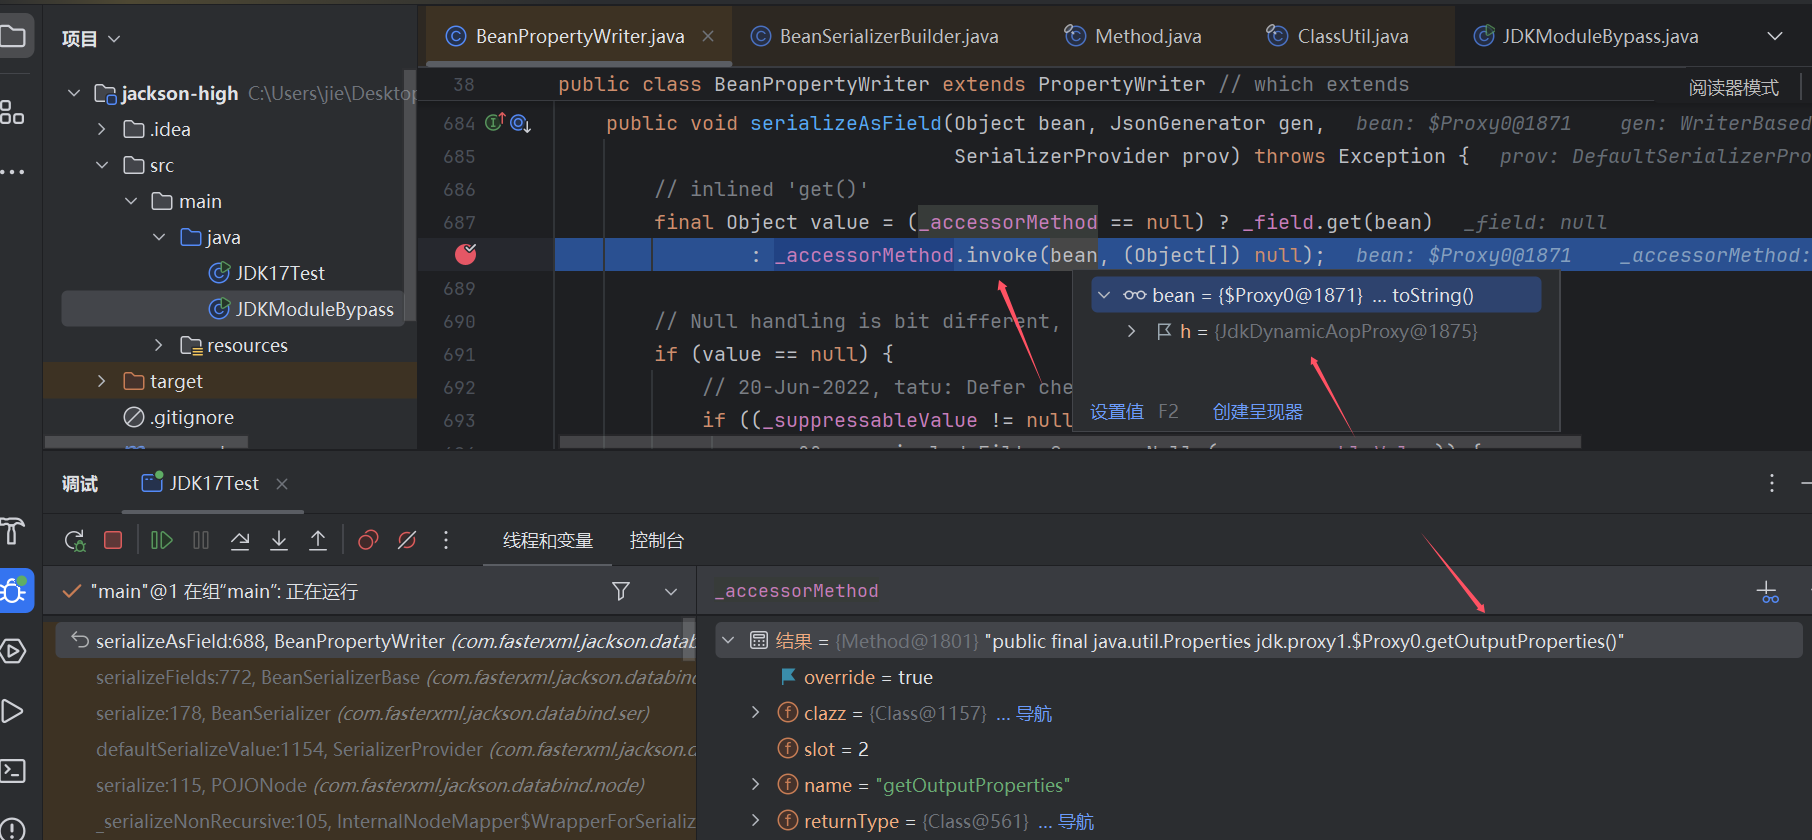 项目
BeanPropertyWriter.java
BeanSerializerBuilder.java
Method.java
ClassUtil.java
JDKModuleBypass.java
jackson-high C:\Users\jie\Desktop
.idea
src
main
java
JDK17Test
JDKModuleBypass
resources
target
.gitignore
阅读器模式
38 public class BeanPropertyWriter extends PropertyWriter // which extends
684 public void serializeAsField(Object bean, JsonGenerator gen, bean: $Proxy0@1871 gen: WriterBased
685 SerializerProvider prov) throws Exception { prov: DefaultSerializerPro
686 // inlined 'get()'
687 final Object value = (_accessorMethod == null) ? _field.get(bean) _field: null
: _accessorMethod.invoke(bean, (Object[]) null); bean: $Proxy0@1871 _accessorMethod:
689
690 // Null handling is bit different,
691 if (value == null) {
692 // 20-Jun-2022, tatu: Defer che
693 if ((_suppressableValue != null
bean = {$Proxy0@1871} ... toString()
h = {JdkDynamicAopProxy@1875}
设置值 F2 创建呈现器
调试 JDK17Test
线程和变量 控制台
"main"@1 在组“main”: 正在运行
serializeAsField:688, BeanPropertyWriter (com.fasterxml.jackson.datab
serializeFields:772, BeanSerializerBase (com.fasterxml.jackson.databind
serialize:178, BeanSerializer (com.fasterxml.jackson.databind.ser)
defaultSerializeValue:1154, SerializerProvider (com.fasterxml.jackson.d
serialize:115, POJONode (com.fasterxml.jackson.databind.node)
_serializeNonRecursive:105, InternalNodeMapper$WrapperForSerializ
_accessorMethod
结果 = {Method@1801} "public final java.util.Properties jdk.proxy1.$Proxy0.getOutputProperties()"
override = true
clazz = {Class@1157} ... 导航
slot = 2
name = "getOutputProperties"
returnType = {Class@561} ... 导航